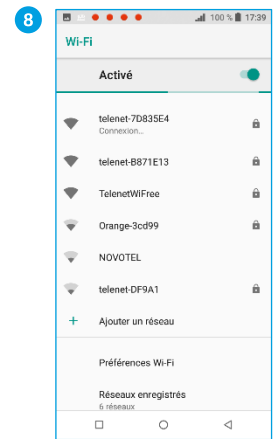 8
100 % 17:39
Wi-Fi
Activé
telenet-7D835E4
Connexion...
telenet-B871E13
TelenetWiFree
Orange-3cd99
NOVOTEL
telenet-DF9A1
+ Ajouter un réseau
Préférences Wi-Fi
Réseaux enregistrés
6 réseaux